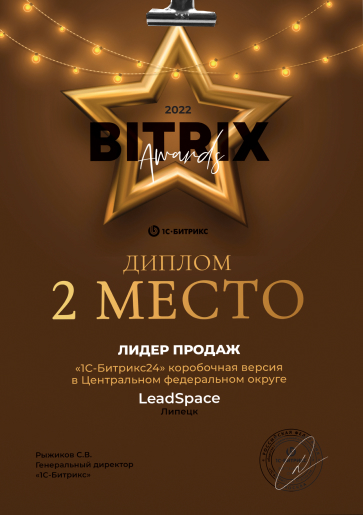 2022
BITRIX
Awards
1С-БИТРИКС
ДИПЛОМ
2 МЕСТО
ЛИДЕР ПРОДАЖ
«1С-Битрикс24» коробочная версия
в Центральном федеральном округе
LeadSpace
Липецк
Рыжиков С.В.
Генеральный директор
«1С-Битрикс»